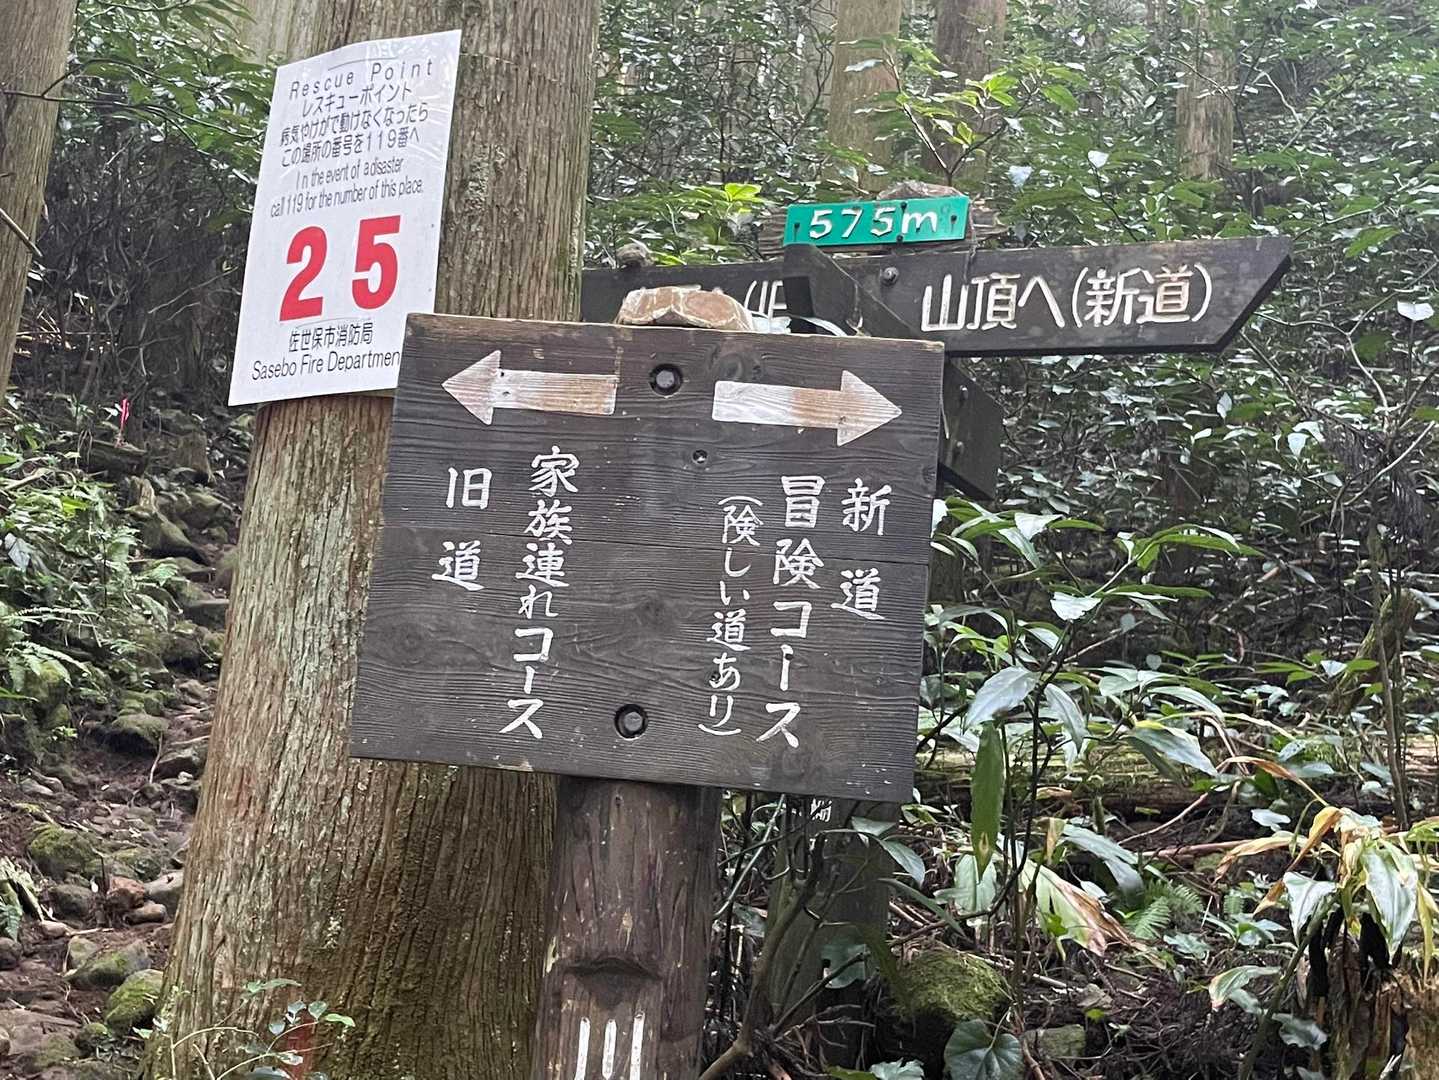 Rescue Point
レスキューポイント
病気やけがで動けなくなったら
この場所の番号を119番へ
In the event of a disaster
call119 for the number of this place.
25
佐世保市消防局
Sasebo Fire Departmen
575m
山頂へ(新道)
(旧
新道
冒険コース
(険しい道あり)
家族連れコース
旧道